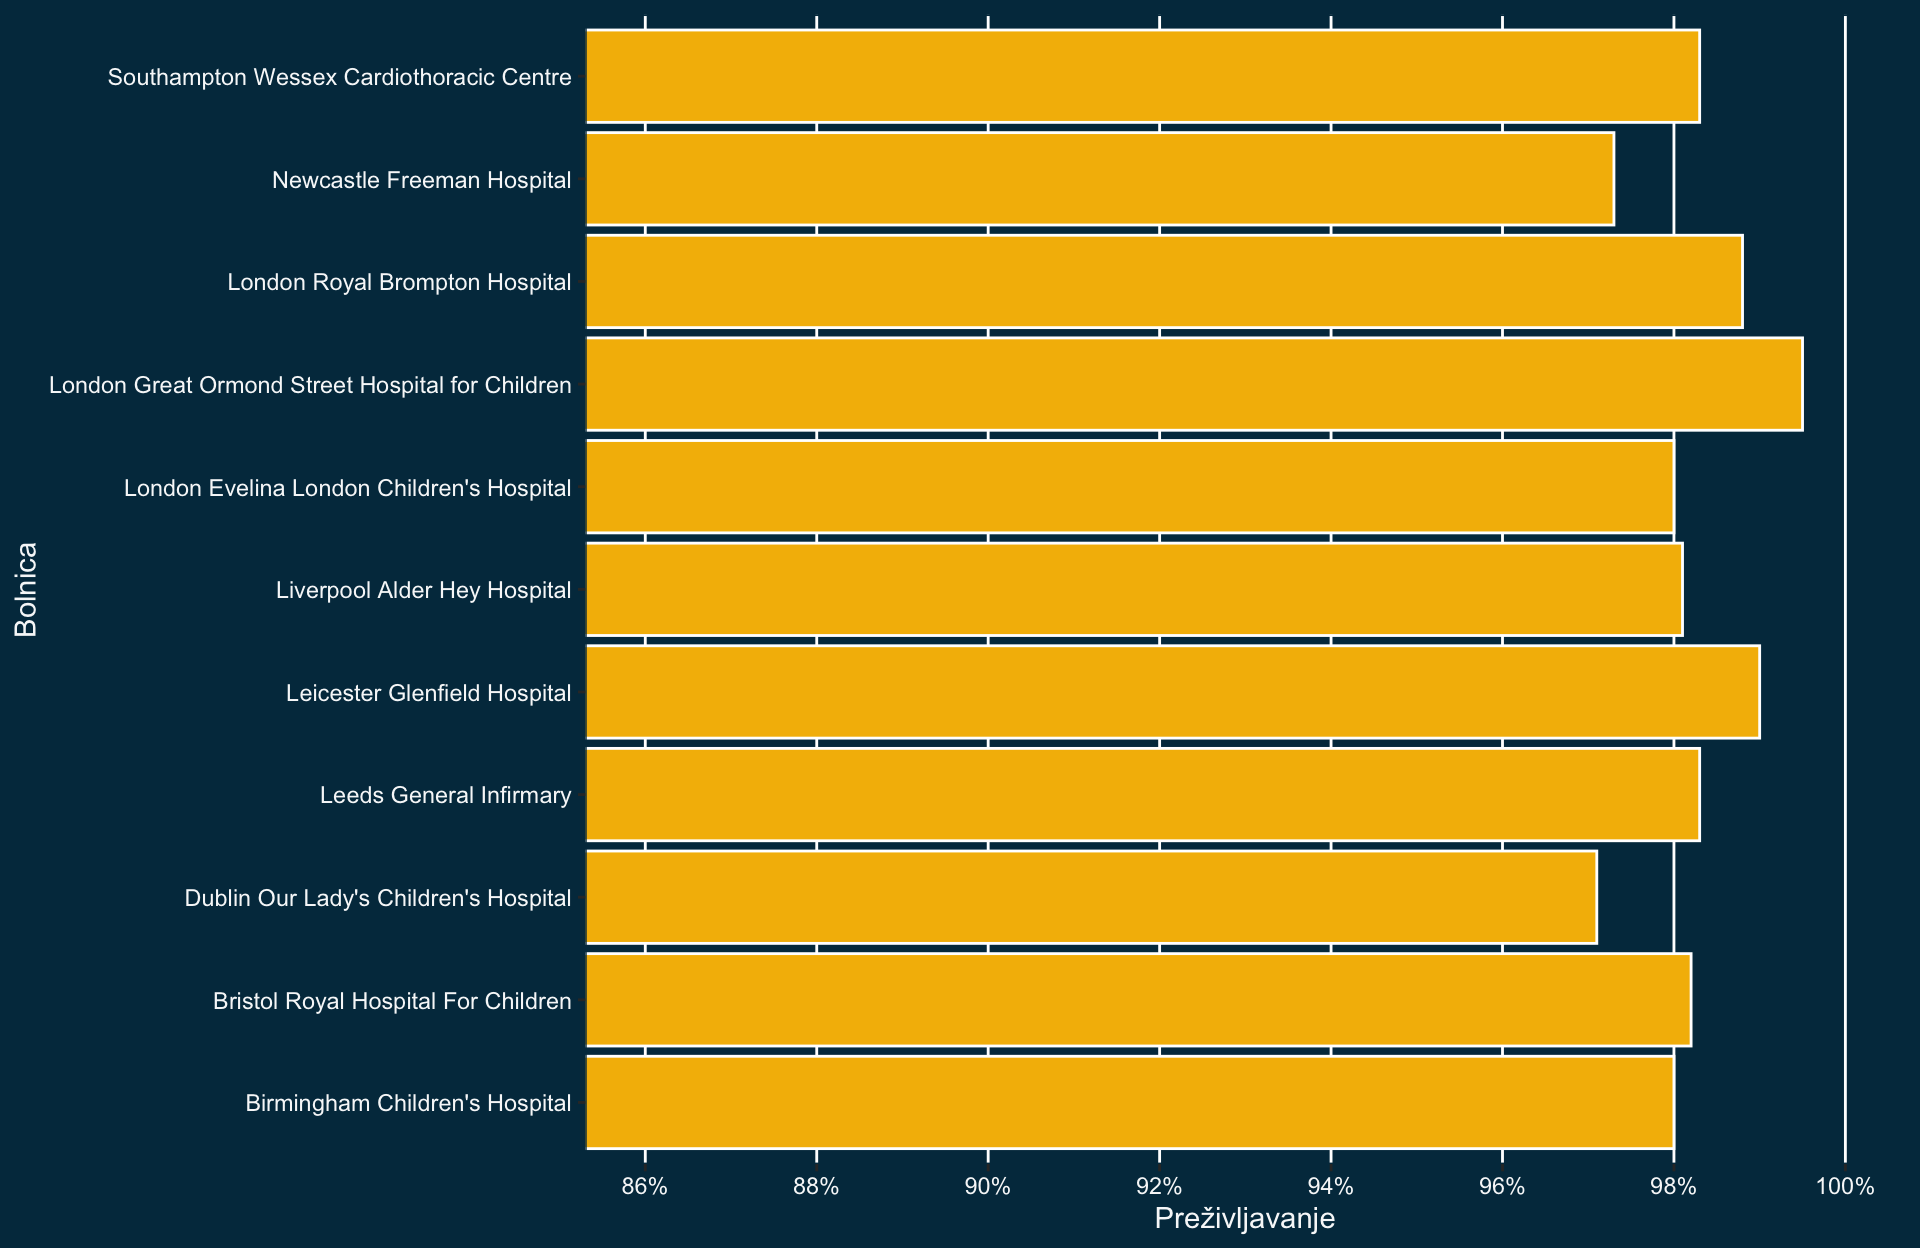 Southampton Wessex Cardiothoracic Centre
Newcastle Freeman Hospital
London Royal Brompton Hospital
London Great Ormond Street Hospital for Children
London Evelina London Children's Hospital
Liverpool Alder Hey Hospital
Leicester Glenfield Hospital
Leeds General Infirmary
Dublin Our Lady's Children's Hospital
Bristol Royal Hospital For Children
Birmingham Children's Hospital
Bolnica
86% 88% 90% 92% 94% 96% 98% 100%
Preživljavanje